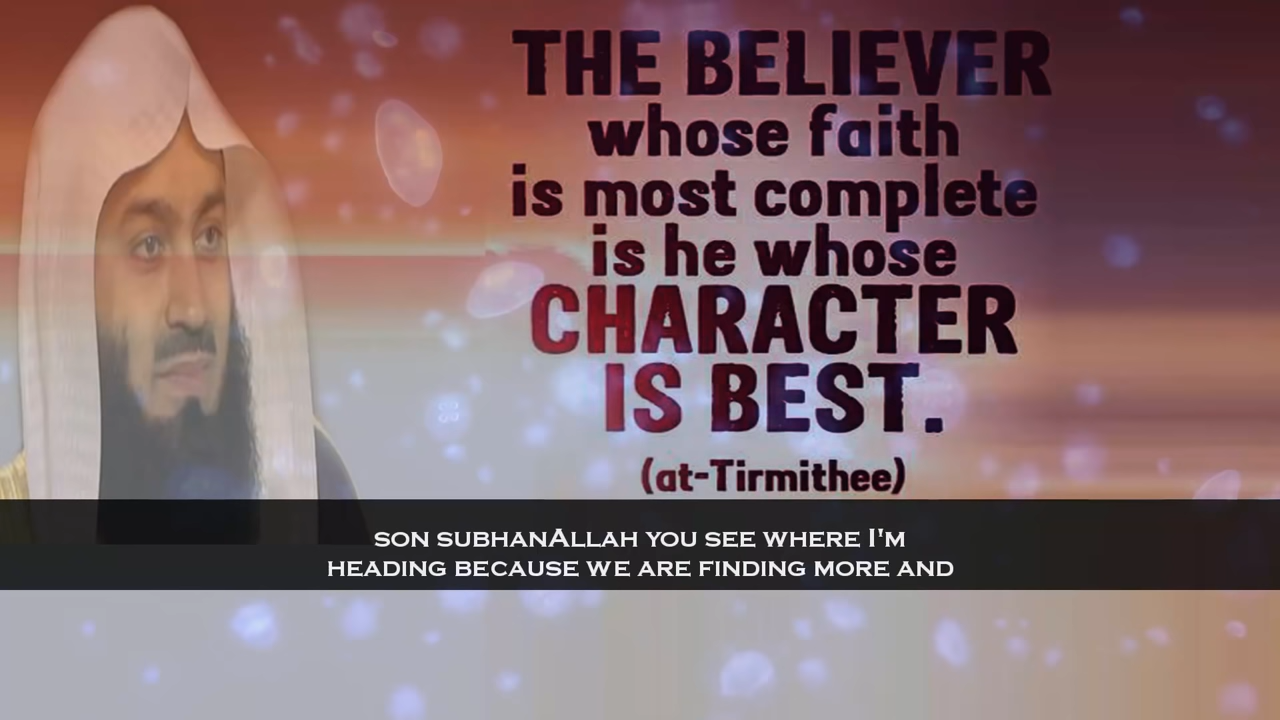 THE BELIEVER
whose faith
is most complete
is he whose
CHARACTER
IS BEST.
(at-Tirmithee)
SON SUBHANALLAH YOU SEE WHERE I'M
HEADING BECAUSE WE ARE FINDING MORE AND